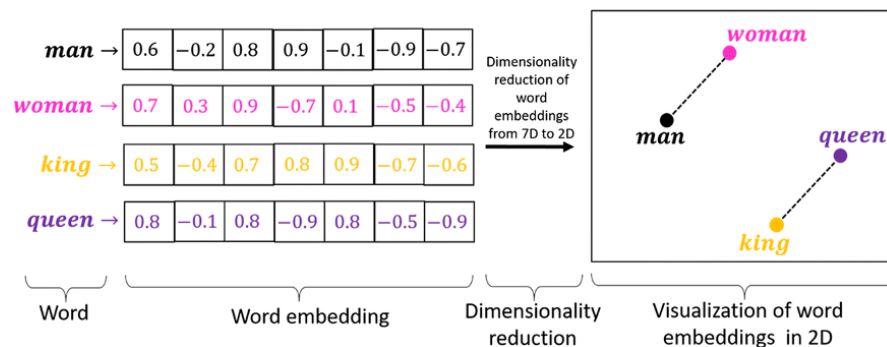 man → 0.6 −0.2 0.8 0.9 −0.1 −0.9 −0.7
woman → 0.7 0.3 0.9 −0.7 0.1 −0.5 −0.4
king → 0.5 −0.4 0.7 0.8 0.9 −0.7 −0.6
queen → 0.8 −0.1 0.8 −0.9 0.8 −0.5 −0.9
Dimensionality
reduction of
word
embeddings
from 7D to 2D
woman
man
queen
king
Word
Word embedding
Dimensionality
reduction
Visualization of word
embeddings in 2D